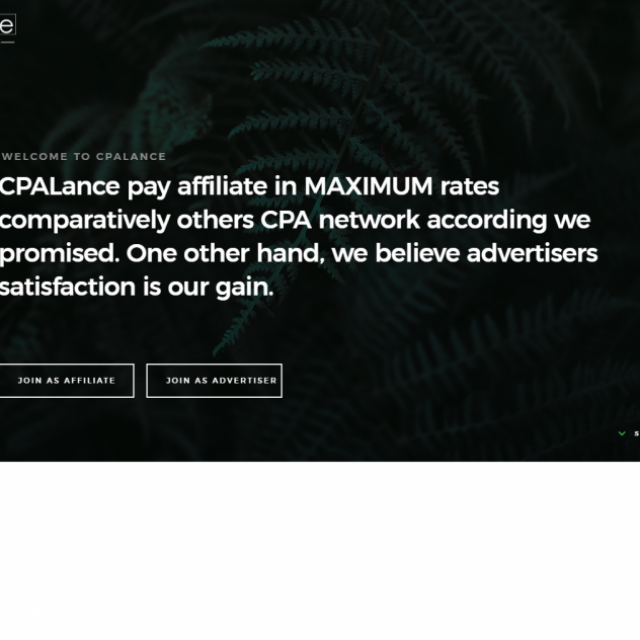 e
WELCOME TO CPALANCE
CPALance pay affiliate in MAXIMUM rates
comparatively others CPA network according we
promised. One other hand, we believe advertisers
satisfaction is our gain.
JOIN AS AFFILIATE
JOIN AS ADVERTISER
s